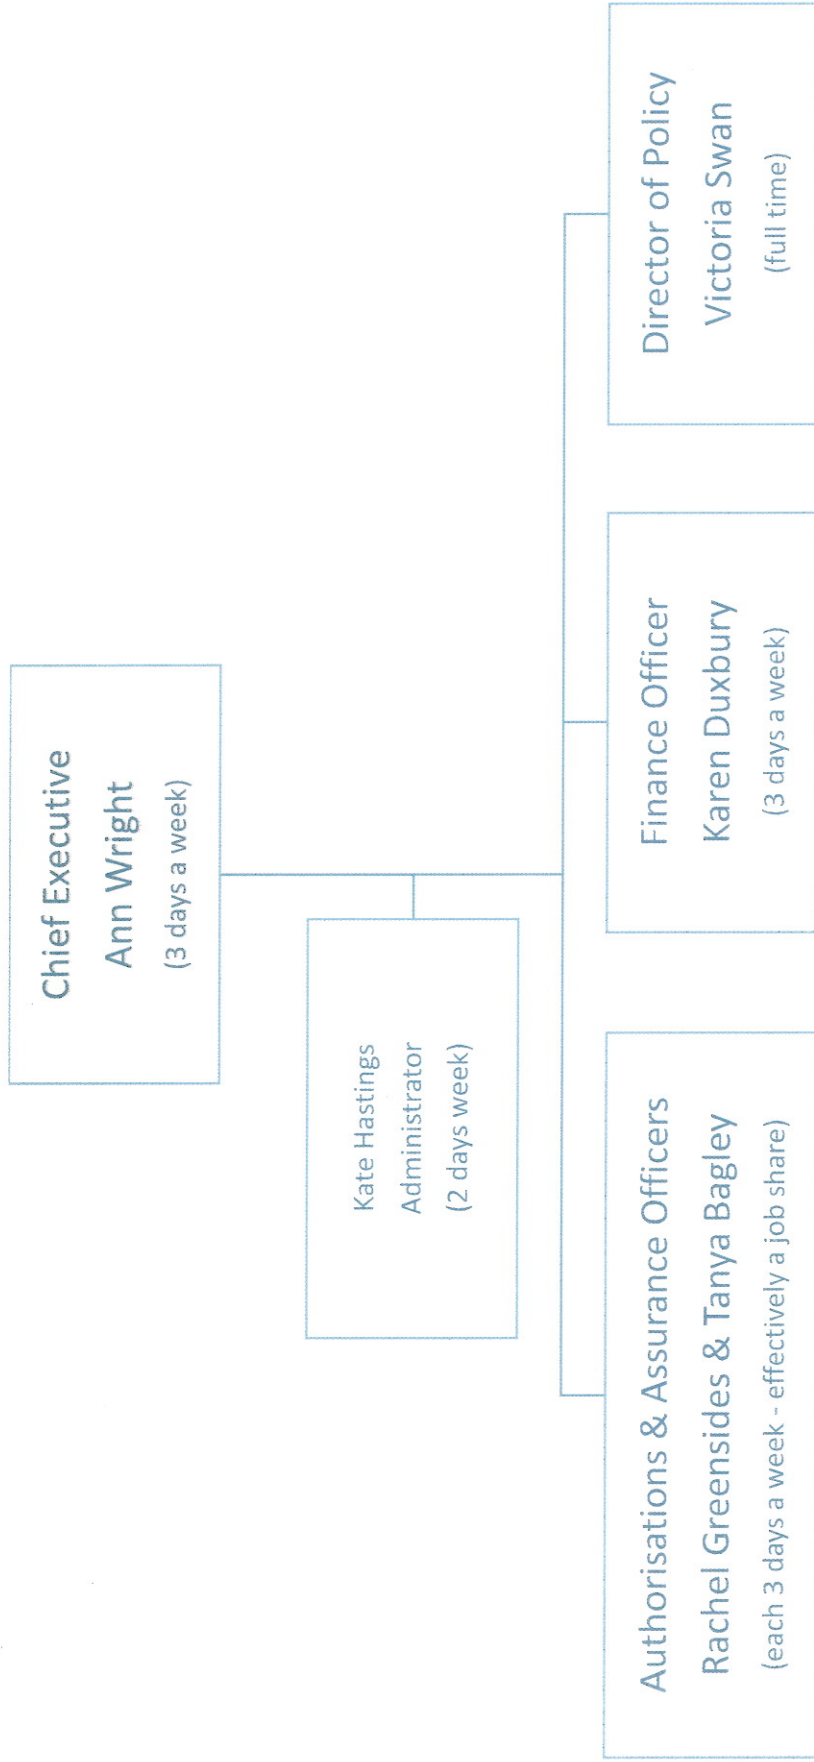 Chief Executive
Ann Wright
(3 days a week)
Kate Hastings
Administrator
(2 days week)
Authorisations & Assurance Officers
Rachel Greensides & Tanya Bagley
(each 3 days a week - effectively a job share)
Finance Officer
Karen Duxbury
(3 days a week)
Director of Policy
Victoria Swan
(full time)